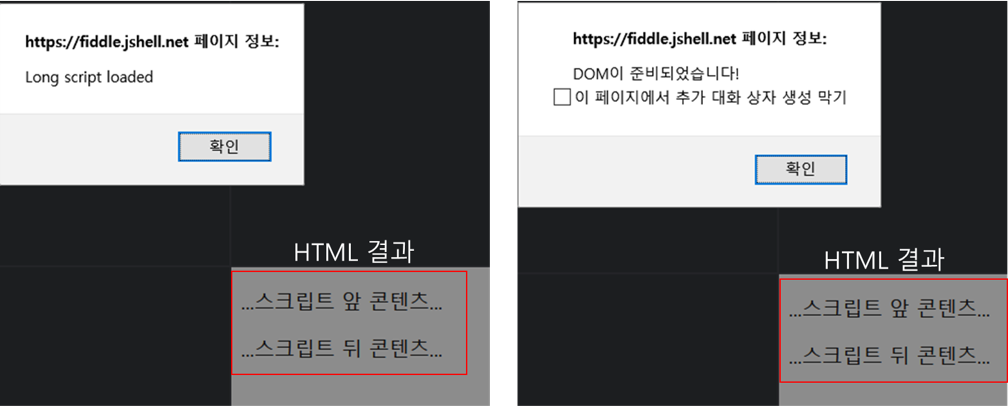 https://fiddle.jshell.net 페이지 정보:
Long script loaded
확인
HTML 결과
...스크립트 앞 콘텐츠...
...스크립트 뒤 콘텐츠...
https://fiddle.jshell.net 페이지 정보:
DOM이 준비되었습니다!
이 페이지에서 추가 대화 상자 생성 막기
확인
HTML 결과
...스크립트 앞 콘텐츠...
...스크립트 뒤 콘텐츠...